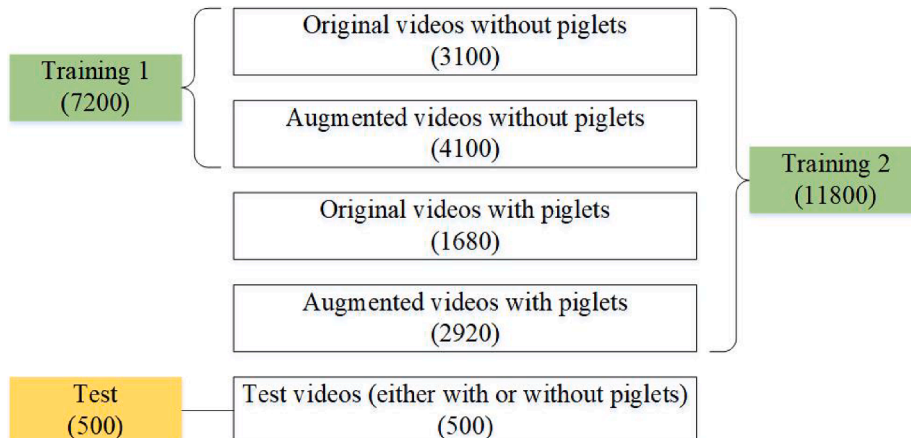 Original videos without piglets
(3100)
Training 1
(7200)
Augmented videos without piglets
(4100)
Training 2
(11800)
Original videos with piglets
(1680)
Augmented videos with piglets
(2920)
Test
(500)
Test videos (either with or without piglets)
(500)